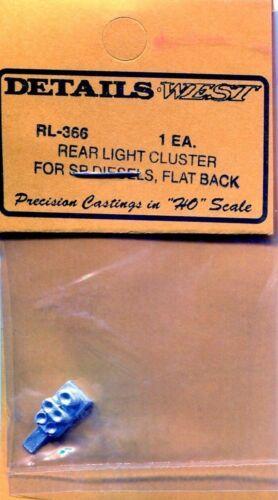 DETAILS WEST
RL-366 1 EA.
REAR LIGHT CLUSTER
FOR SP DIESELS, FLAT BACK
Precision Castings in "HO" Scale